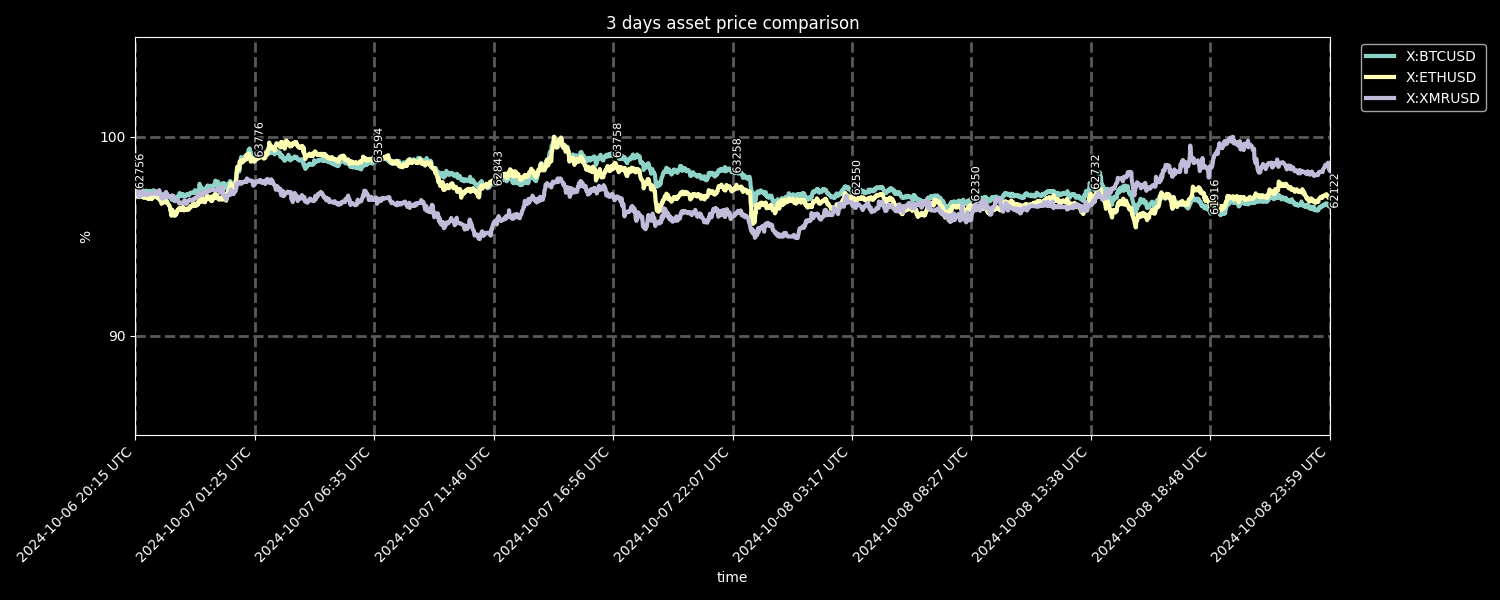 3 days asset price comparison
X:BTCUSD
X:ETHUSD
X:XMRUSD
100
90
%
62756
63776
63594
62843
63758
63258
62550
62350
62732
61916
62122
2024-10-06 20:15 UTC
2024-10-07 01:25 UTC
2024-10-07 06:35 UTC
2024-10-07 11:46 UTC
2024-10-07 16:56 UTC
2024-10-07 22:07 UTC
2024-10-08 03:17 UTC
2024-10-08 08:27 UTC
2024-10-08 13:38 UTC
2024-10-08 18:48 UTC
2024-10-08 23:59 UTC
time